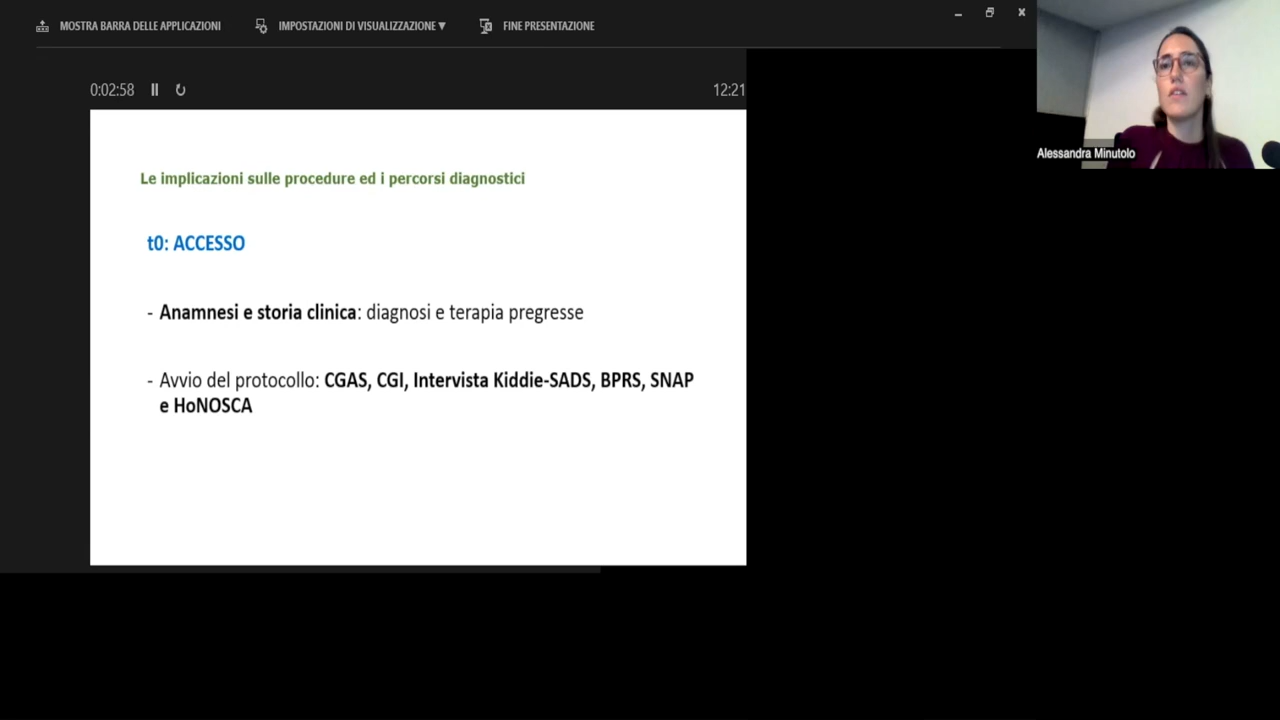 MOSTRA BARRA DELLE APPLICAZIONI IMPOSTAZIONI DI VISUALIZZAZIONE ▼ FINE PRESENTAZIONE
0:02:58 12:21
Alessandra Minutolo
Le implicazioni sulle procedure ed i percorsi diagnostici
t0: ACCESSO
- Anamnesi e storia clinica: diagnosi e terapia pregresse
- Avvio del protocollo: CGAS, CGI, Intervista Kiddie-SADS, BPRS, SNAP
e HoNOSCA